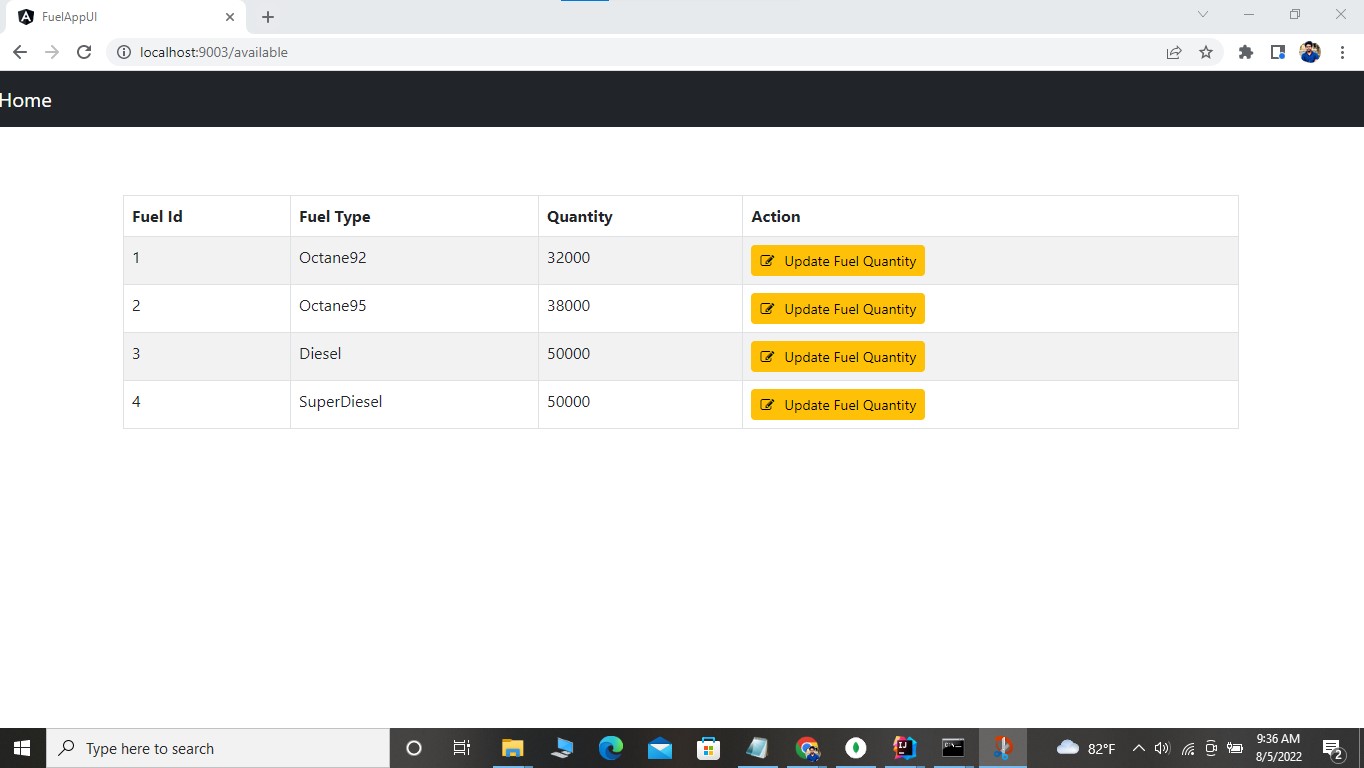 FuelAppUI
localhost:9003/available
Home
Fuel Id Fuel Type Quantity Action
1 Octane92 32000 Update Fuel Quantity
2 Octane95 38000 Update Fuel Quantity
3 Diesel 50000 Update Fuel Quantity
4 SuperDiesel 50000 Update Fuel Quantity
Type here to search
82°F
9:36 AM
8/5/2022
2